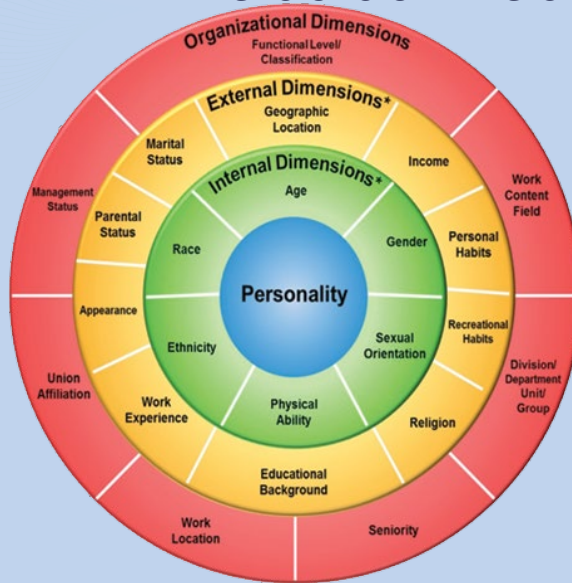 Organizational Dimensions
Functional Level/
Classification
Work
Content
Field
Division/
Department
Unit/
Group
Seniority
Work
Location
Union
Affiliation
Management
Status
External Dimensions*
Geographic
Location
Income
Personal
Habits
Recreational
Habits
Religion
Educational
Background
Work
Experience
Appearance
Parental
Status
Marital
Status
Internal Dimensions*
Age
Gender
Sexual
Orientation
Physical
Ability
Ethnicity
Race
Personality